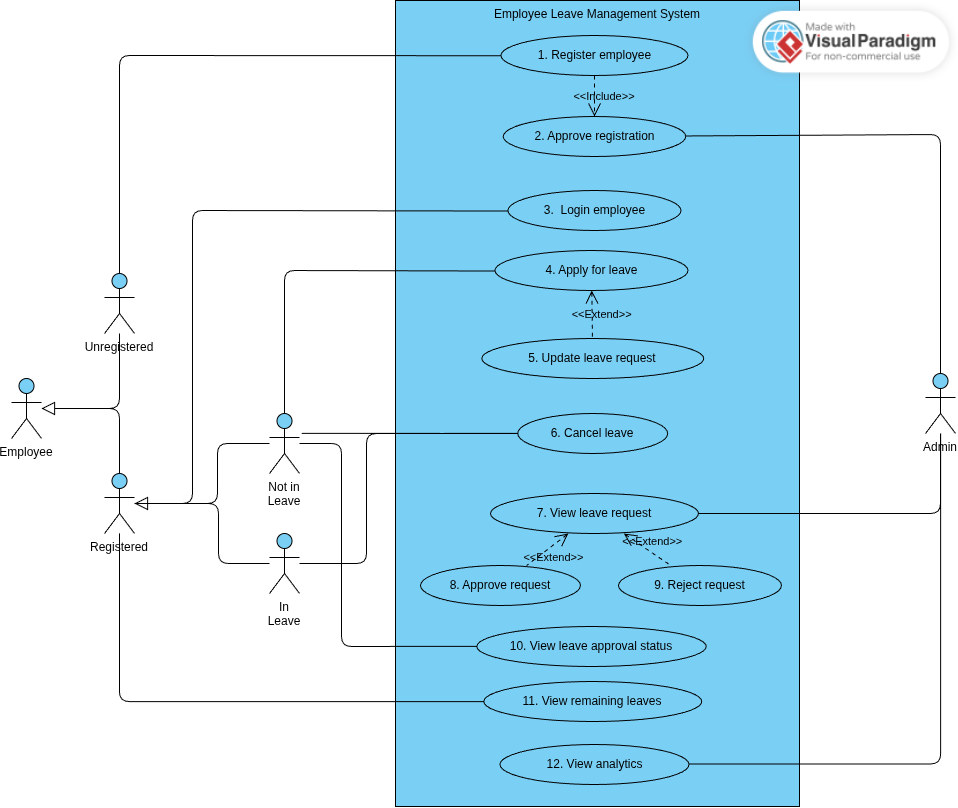 Employee Leave Management System
Made with
VisualParadigm
For non-commercial use
1. Register employee
<<Include>>
2. Approve registration
3.  Login employee
4. Apply for leave
<<Extend>>
5. Update leave request
Unregistered
Employee
Admin
6. Cancel leave
Not in
Leave
7. View leave request
<<Extend>>
<<Extend>>
Registered
8. Approve request
9. Reject request
In
Leave
10. View leave approval status
11. View remaining leaves
12. View analytics